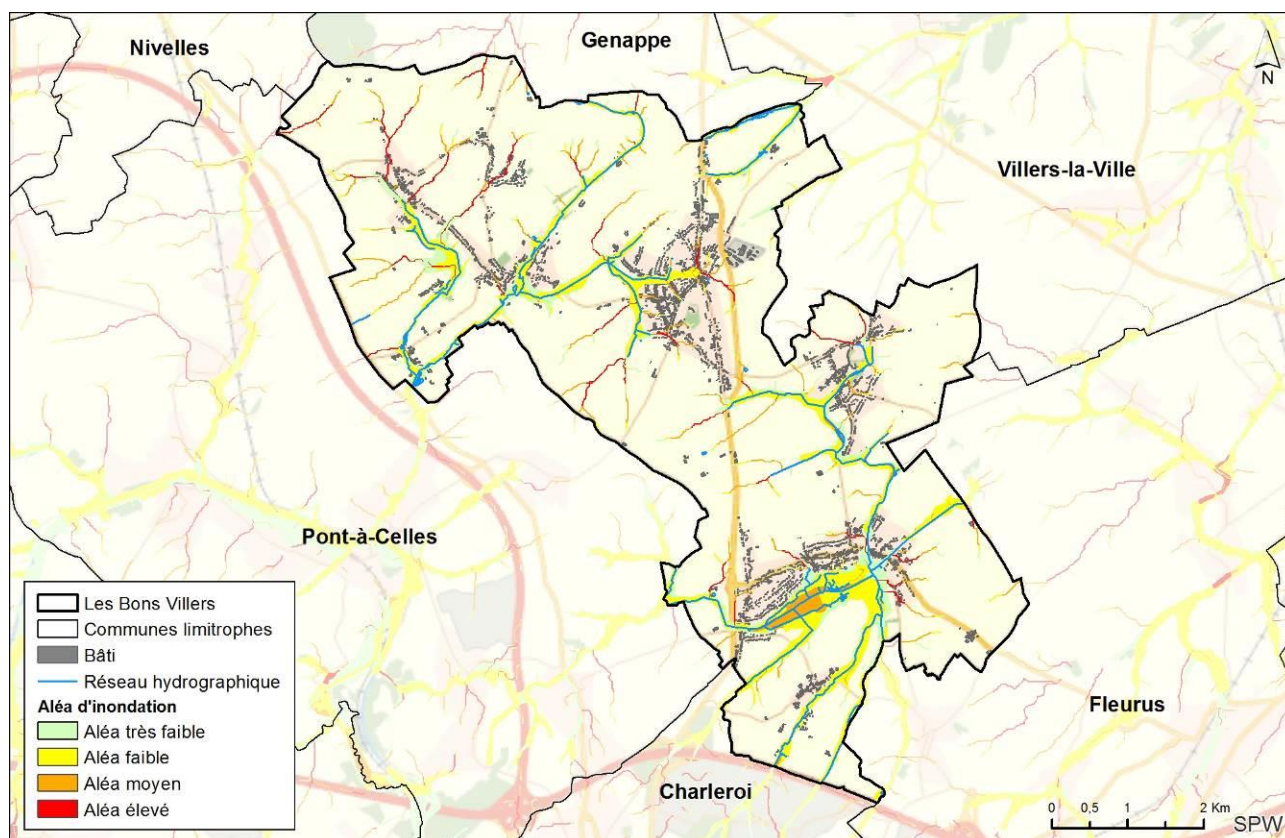 Nivelles
Genappe
N
Villers-la-Ville
Pont-à-Celles
Fleurus
Charleroi
Les Bons Villers
Communes limitrophes
Bâti
Réseau hydrographique
Aléa d'inondation
Aléa très faible
Aléa faible
Aléa moyen
Aléa élevé
0 0,5 1 2 Km
SPW